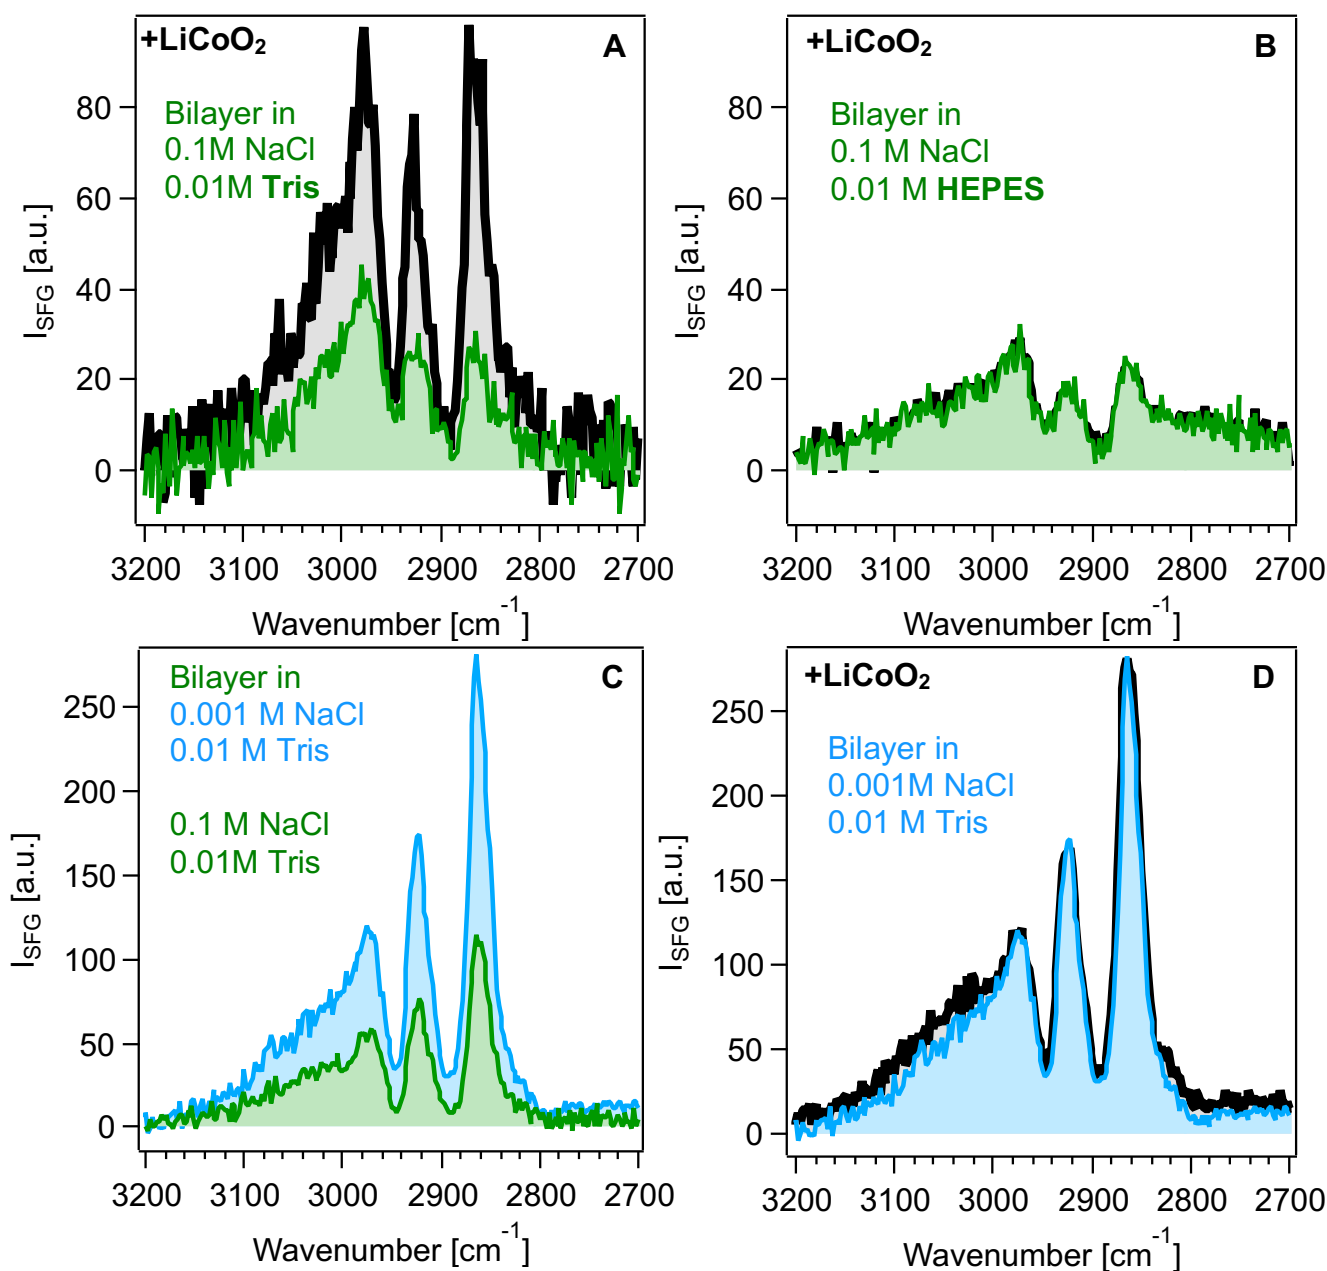 +LiCoO₂
A
Bilayer in
0.1M NaCl
0.01M Tris
80
60
40
20
0
I_SFG [a.u.]
3200 3100 3000 2900 2800 2700
Wavenumber [cm⁻¹]
+LiCoO₂
B
Bilayer in
0.1 M NaCl
0.01 M HEPES
80
60
40
20
0
I_SFG [a.u.]
3200 3100 3000 2900 2800 2700
Wavenumber [cm⁻¹]
C
Bilayer in
0.001 M NaCl
0.01 M Tris
0.1 M NaCl
0.01M Tris
250
200
150
100
50
0
I_SFG [a.u.]
3200 3100 3000 2900 2800 2700
Wavenumber [cm⁻¹]
+LiCoO₂
D
Bilayer in
0.001M NaCl
0.01 M Tris
250
200
150
100
50
0
I_SFG [a.u.]
3200 3100 3000 2900 2800 2700
Wavenumber [cm⁻¹]